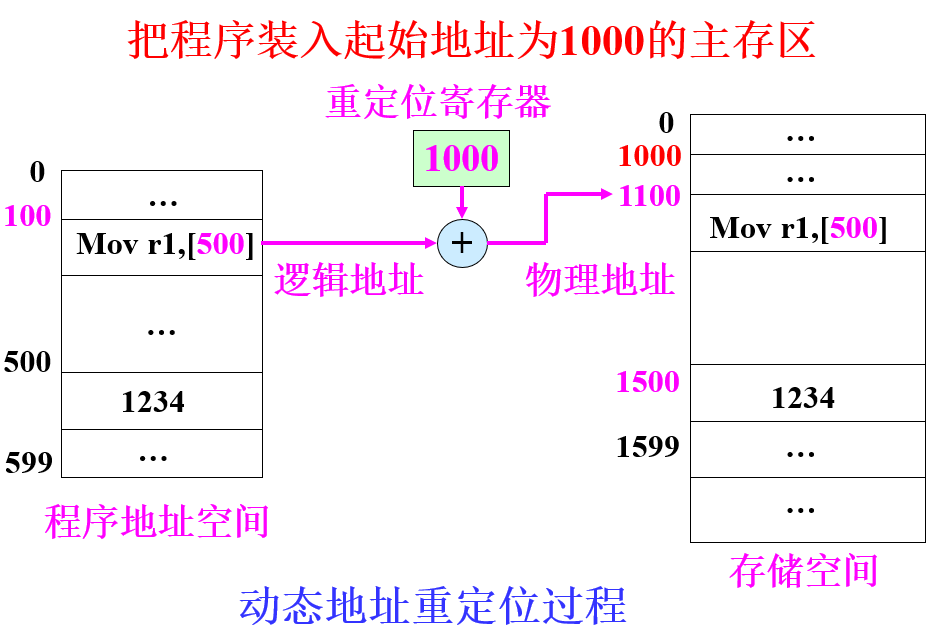 把程序装入起始地址为1000的主存区
重定位寄存器
1000
+
逻辑地址
物理地址
0
100
500
599
…
Mov r1,[500]
…
1234
…
程序地址空间
0
1000
1100
1500
1599
…
…
Mov r1,[500]
1234
…
…
存储空间
动态地址重定位过程